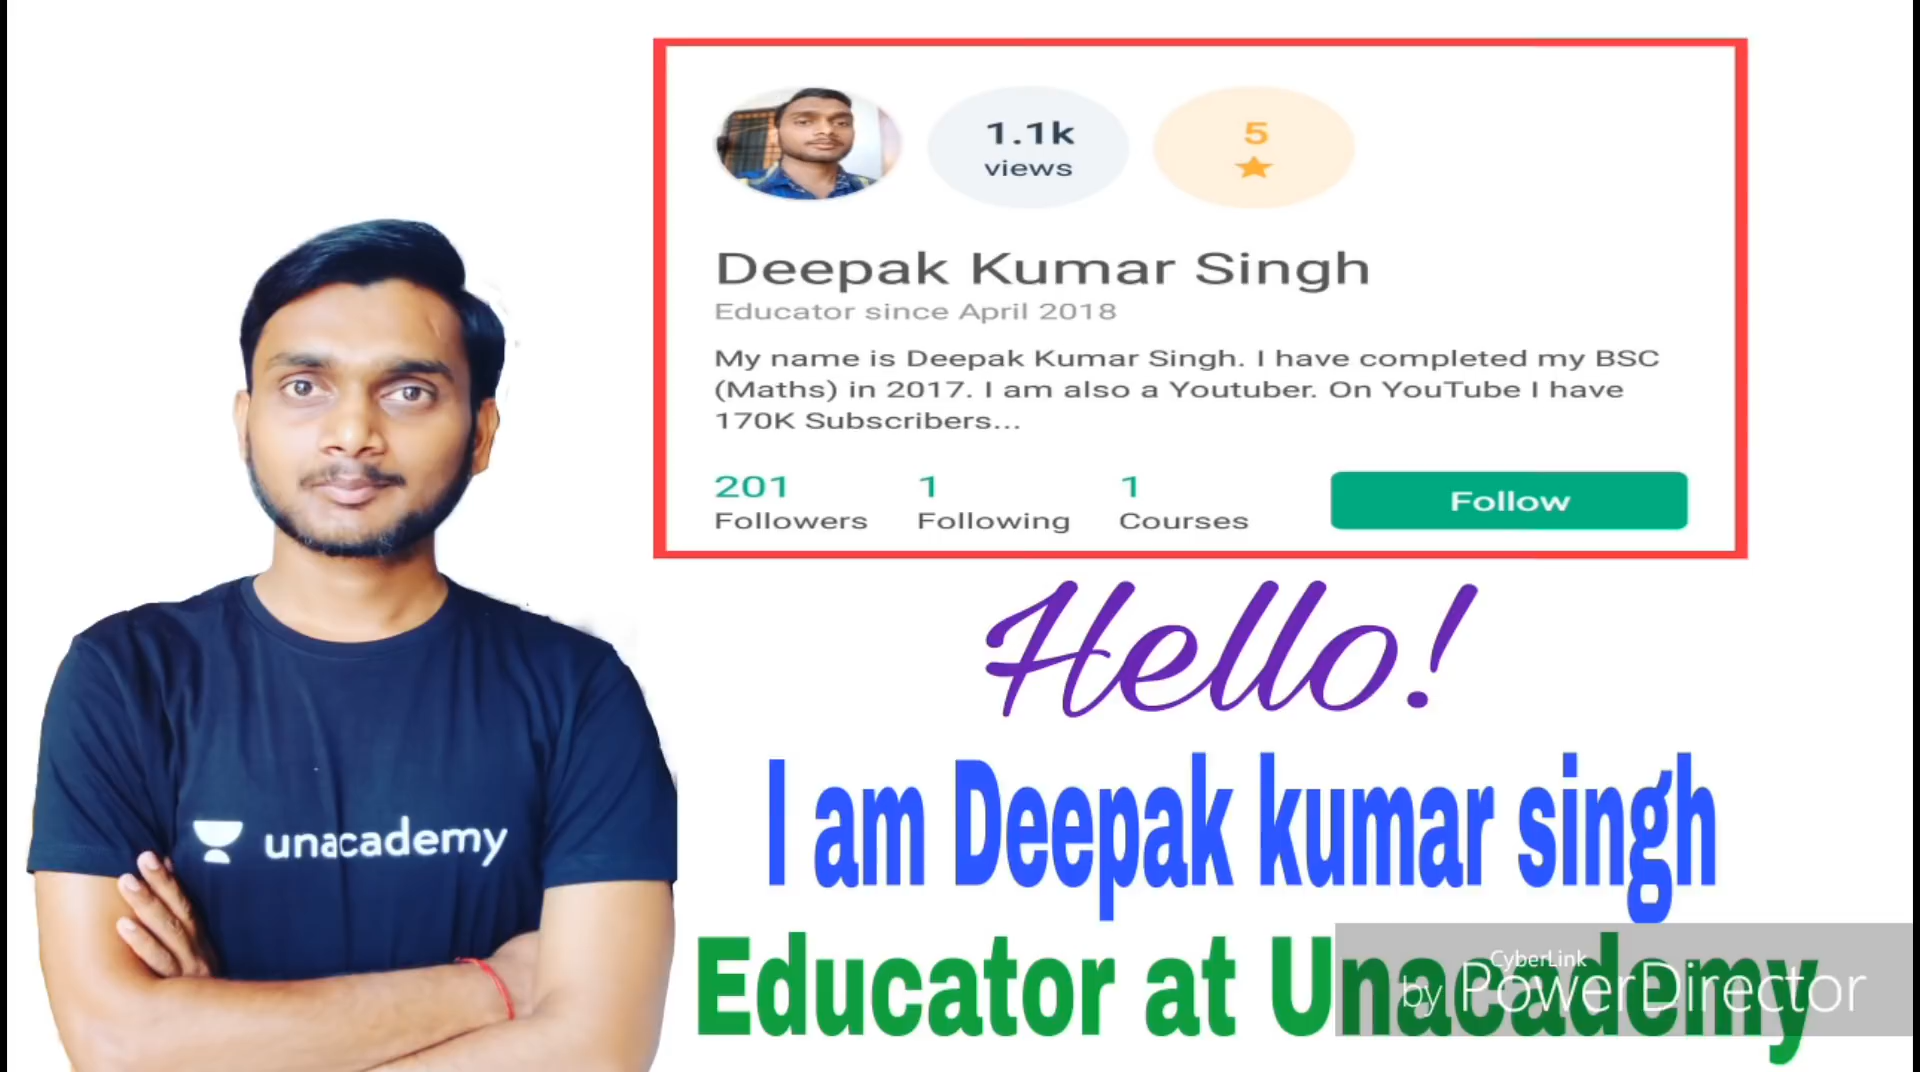 1.1k
views
5
Deepak Kumar Singh
Educator since April 2018
My name is Deepak Kumar Singh. I have completed my BSC
(Maths) in 2017. I am also a Youtuber. On YouTube I have
170K Subscribers...
201 1 1
Followers Following Courses
Follow
Hello!
unacademy
I am Deepak kumar singh
Educator at Unacademy
CyberLink
by PowerDirector